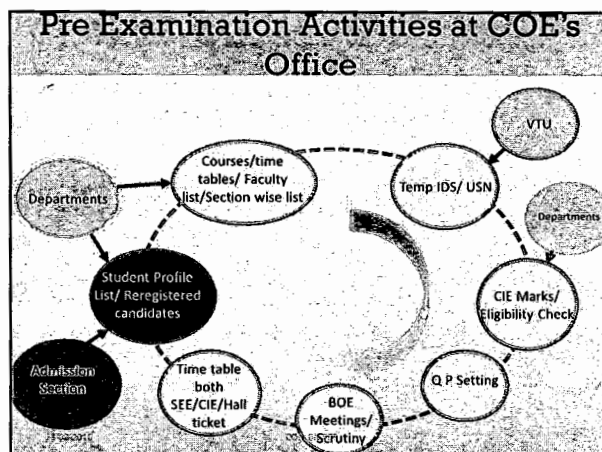 Pre Examination Activities at COE's
Office
VTU
Courses/time
tables/ Faculty
list/Section wise list
Temp IDS/ USN
Departments
Departments
Student Profile
List/ Reregistered
candidates
CIE Marks/
Eligibility Check
Admission
Section
Time table
both
SEE/CIE/Hall
ticket
BOE
Meetings/
Scrutiny
Q P Setting